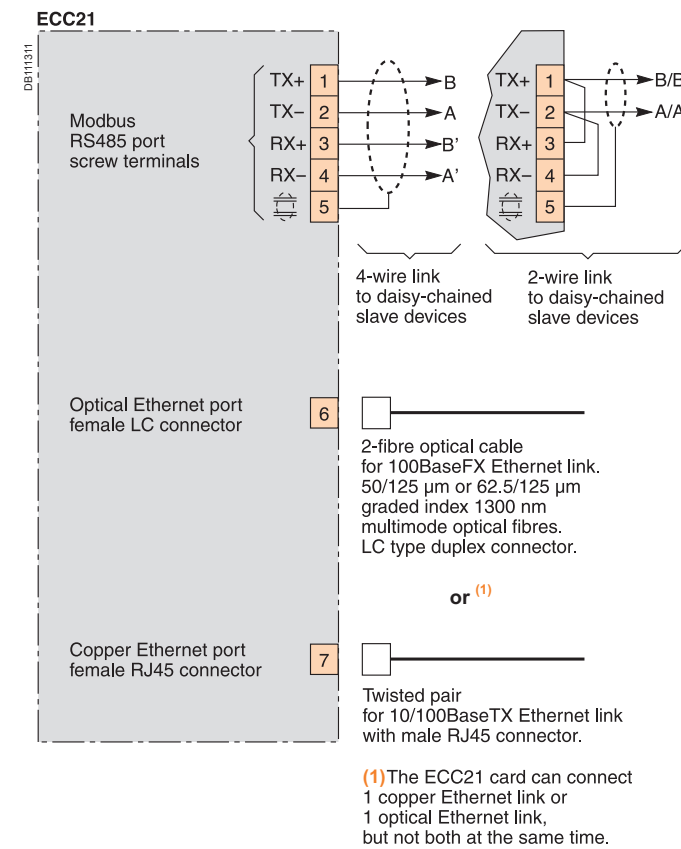 ECC21
DB111311
Modbus
RS485 port
screw terminals
TX+ 1 B
TX– 2 A
RX+ 3 B'
RX– 4 A'
5
TX+ 1
TX– 2
RX+ 3
RX– 4
5
4-wire link
to daisy-chained
slave devices
2-wire link
to daisy-chained
slave devices
Optical Ethernet port
female LC connector
6
2-fibre optical cable
for 100BaseFX Ethernet link.
50/125 µm or 62.5/125 µm
graded index 1300 nm
multimode optical fibres.
LC type duplex connector.
or (1)
Copper Ethernet port
female RJ45 connector
7
Twisted pair
for 10/100BaseTX Ethernet link
with male RJ45 connector.
(1) The ECC21 card can connect
1 copper Ethernet link or
1 optical Ethernet link,
but not both at the same time.